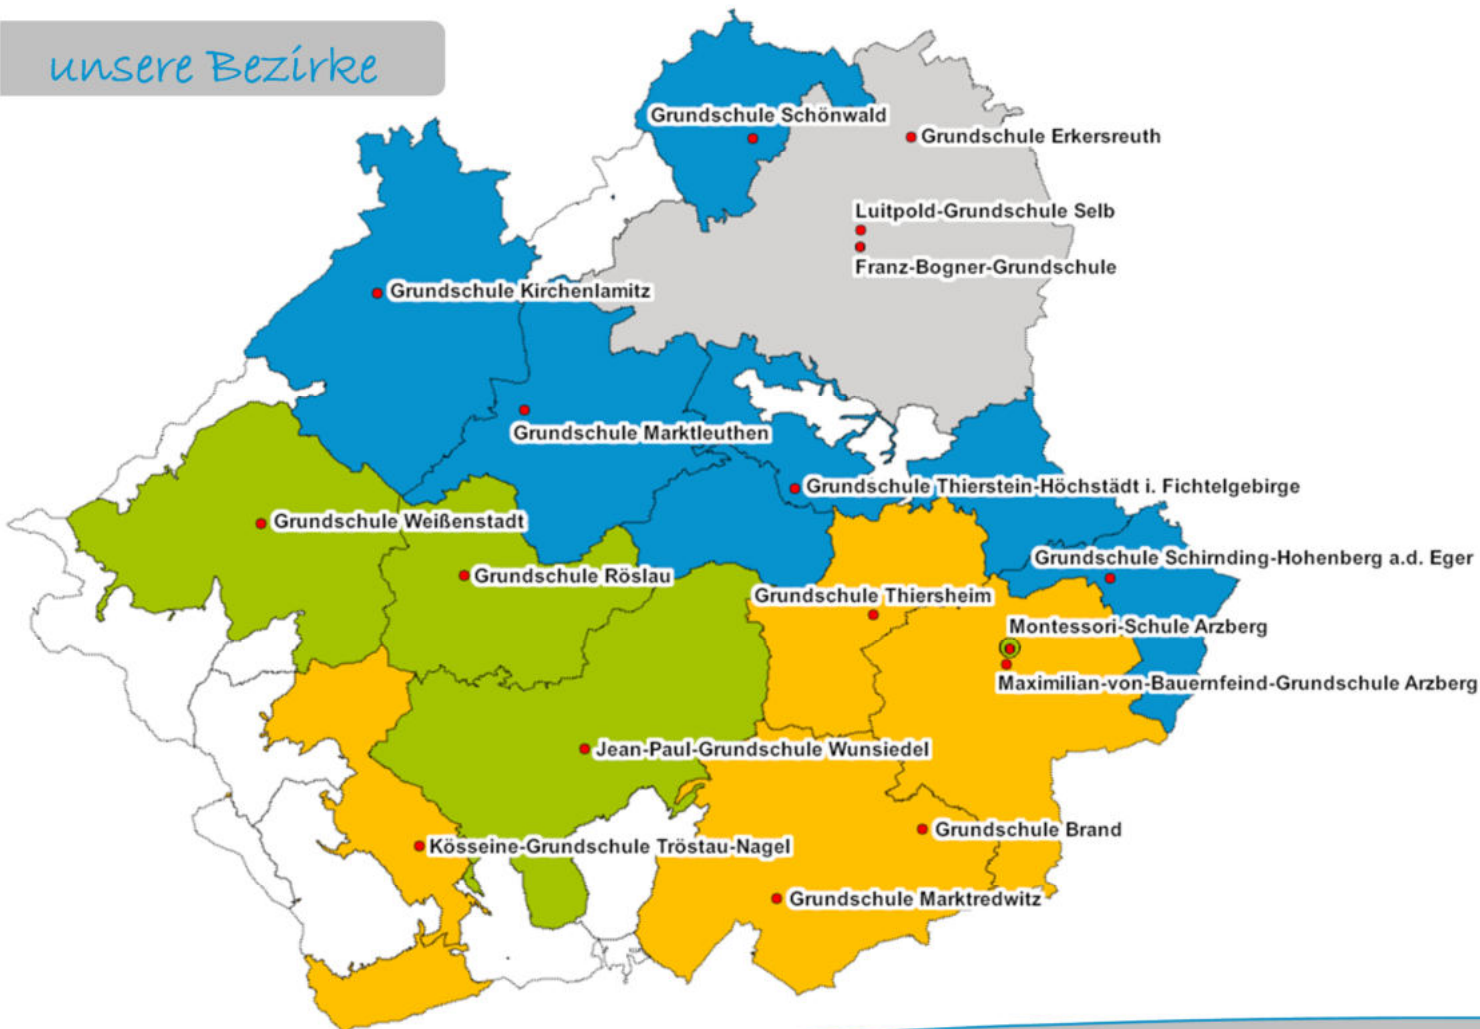 unsere Bezirke
Grundschule Schönwald
Grundschule Erkersreuth
Luitpold-Grundschule Selb
Franz-Bogner-Grundschule
Grundschule Kirchenlamitz
Grundschule Marktleuthen
Grundschule Thierstein-Höchstädt i. Fichtelgebirge
Grundschule Weißenstadt
Grundschule Schirnding-Hohenberg a.d. Eger
Grundschule Röslau
Grundschule Thiersheim
Montessori-Schule Arzberg
Maximilian-von-Bauernfeind-Grundschule Arzberg
Jean-Paul-Grundschule Wunsiedel
Grundschule Brand
Kösseine-Grundschule Tröstau-Nagel
Grundschule Marktredwitz